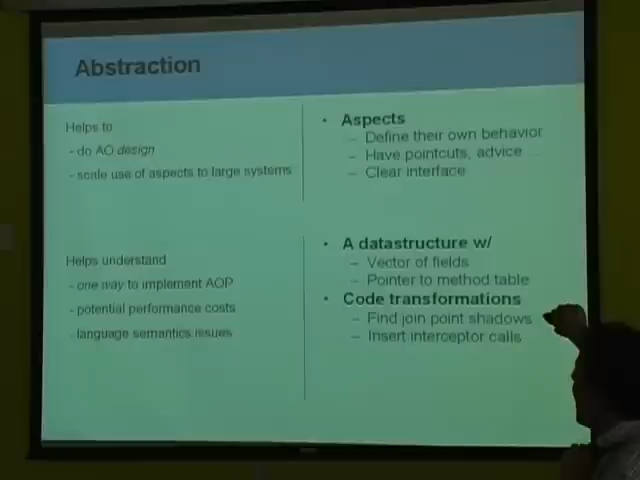 Abstraction
Helps to
- do AO design
- scale use of aspects to large systems
• Aspects
– Define their own behavior
– Have pointcuts, advice ...
– Clear interface
Helps understand
- one way to implement AOP
- potential performance costs
- language semantics issues
• A datastructure w/
– Vector of fields
– Pointer to method table
• Code transformations
– Find join point shadows
– Insert interceptor calls